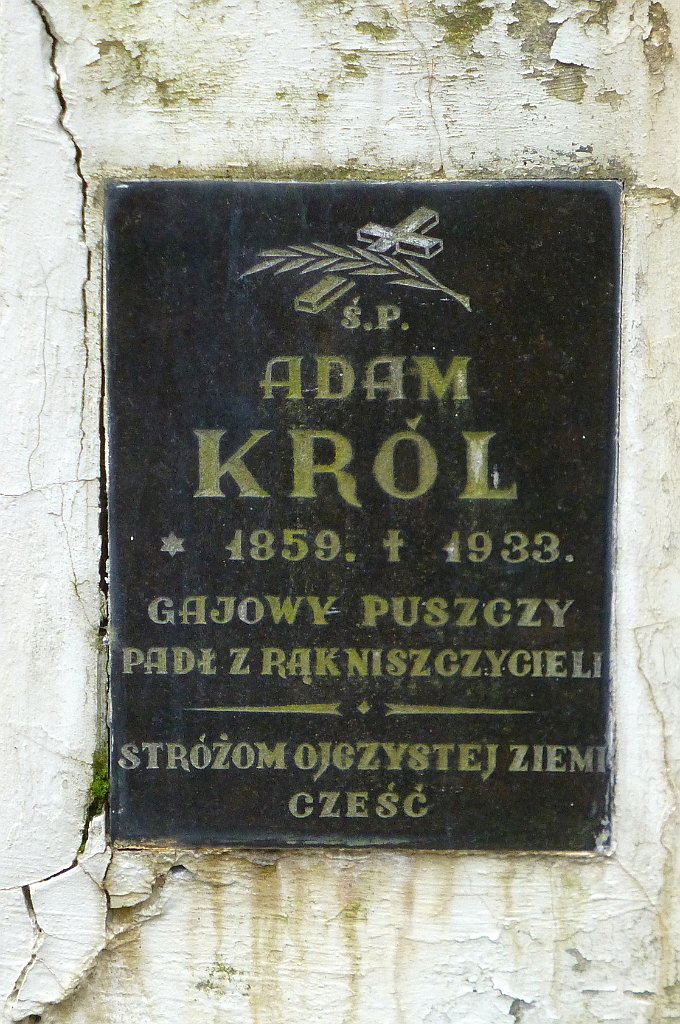 Ś.P.
ADAM
KRÓL
* 1859. † 1933.
GAJOWY PUSZCZY
PADŁ Z RĄK NISZCZYCIELI
STRÓŻOM OJCZYSTEJ ZIEMI
CZEŚĆ